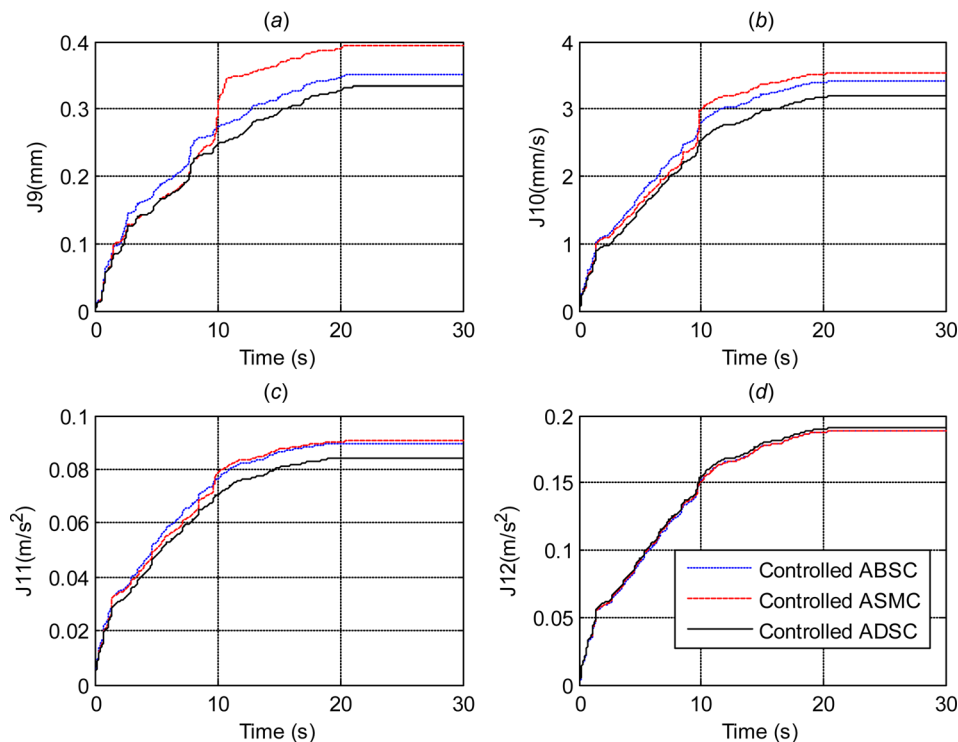 (a)
0.4
0.3
0.2
0.1
0
J9(mm)
0 10 20 30
Time (s)
(b)
4
3
2
1
0
J10(mm/s)
0 10 20 30
Time (s)
(c)
0.1
0.08
0.06
0.04
0.02
0
J11(m/s²)
0 10 20 30
Time (s)
(d)
0.2
0.15
0.1
0.05
0
J12(m/s²)
Controlled ABSC
Controlled ASMC
Controlled ADSC
0 10 20 30
Time (s)